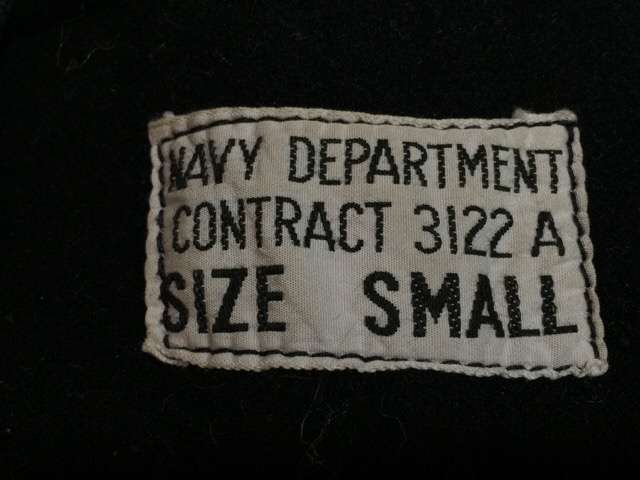 NAVY DEPARTMENT
CONTRACT 3122 A
SIZE SMALL